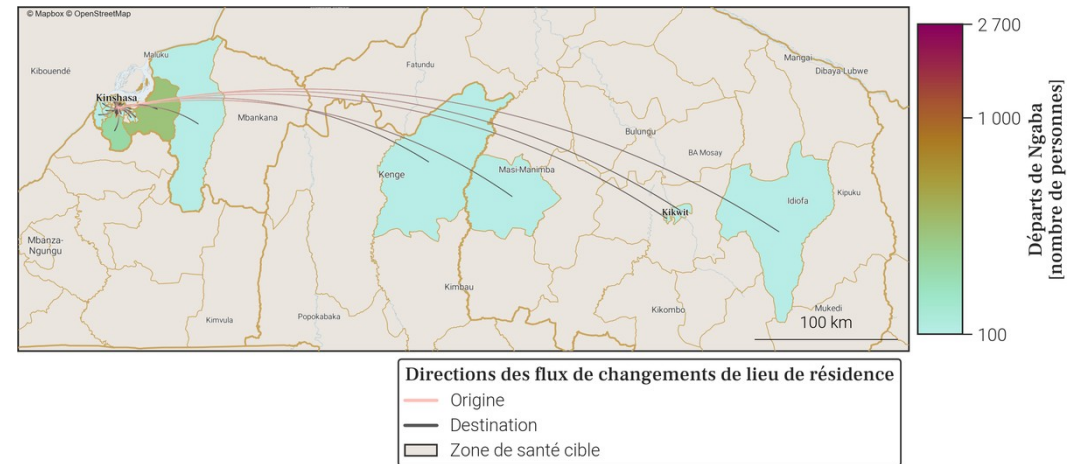 © Mapbox © OpenStreetMap
Maluku
Kibouendé
Kinshasa
Mbankana
Fatundu
Mangai
Dibaya-Lubwe
Bulungu
BA Mosay
Kenge
Masi-Manimba
Idiofa
Kipuku
Kikwit
Mbanza-
Ngungu
Kimbau
Kikombo
Mukedi
Kimvula
Popokabaka
100 km
2 700
1 000
100
Départs de Ngaba
[nombre de personnes]
Directions des flux de changements de lieu de résidence
Origine
Destination
Zone de santé cible